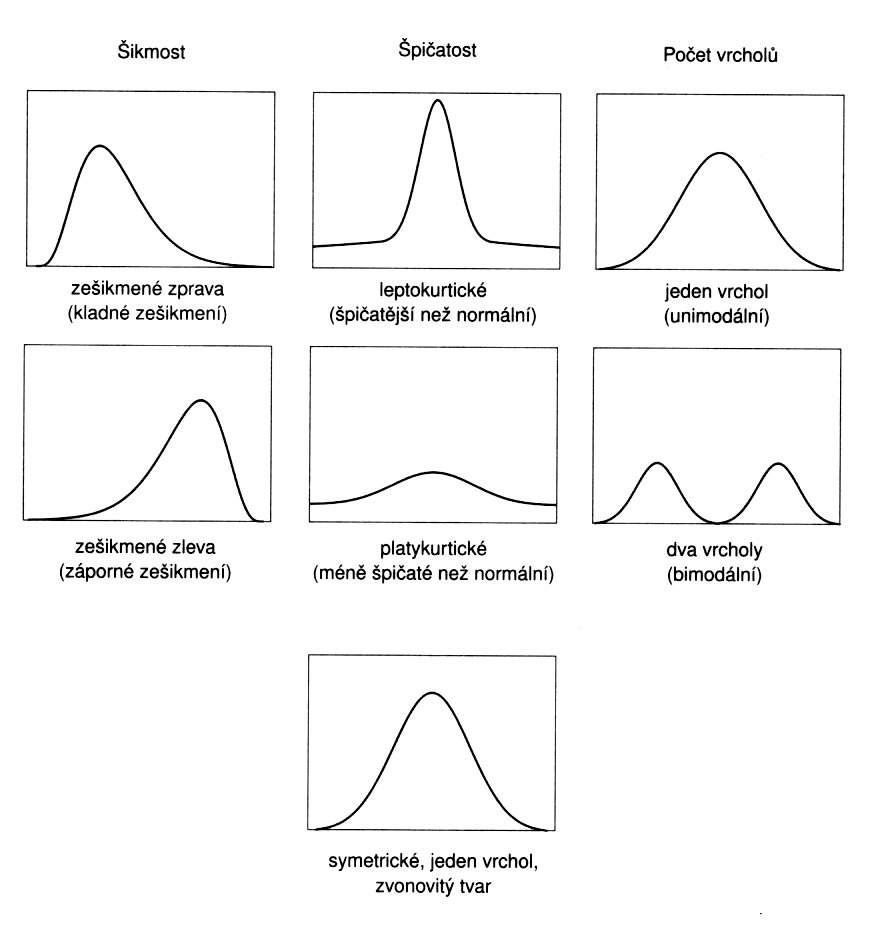 Šikmost
Špičatost
Počet vrcholů
zešikmené zprava
(kladné zešikmení)
leptokurtické
(špičatější než normální)
jeden vrchol
(unimodální)
zešikmené zleva
(záporné zešikmení)
platykurtické
(méně špičaté než normální)
dva vrcholy
(bimodální)
symetrické, jeden vrchol,
zvonovitý tvar